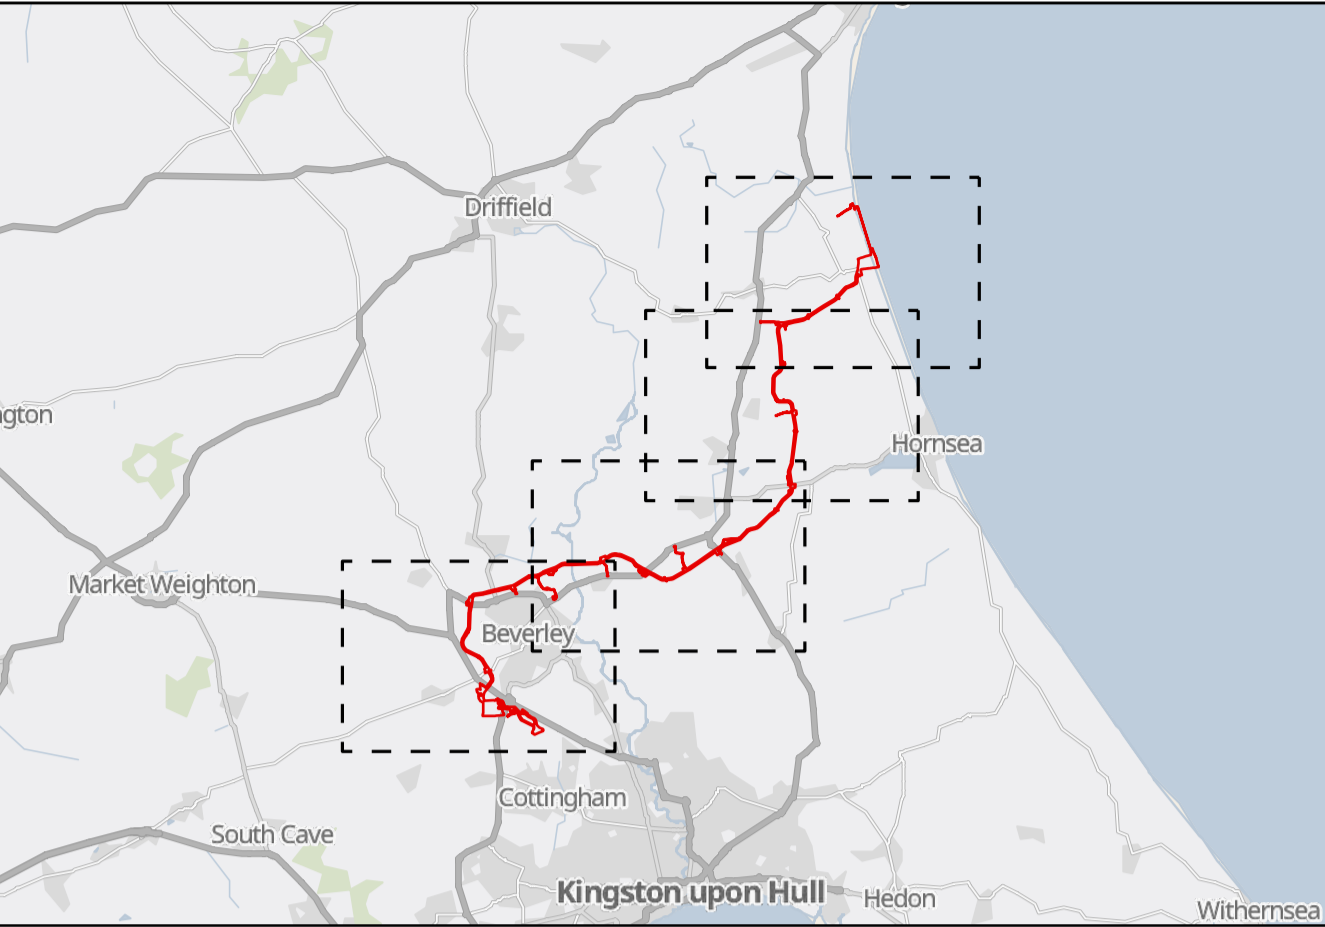 Driffield
gton
Hornsea
Market Weighton
Beverley
Cottingham
South Cave
Kingston upon Hull
Hedon
Withernsea